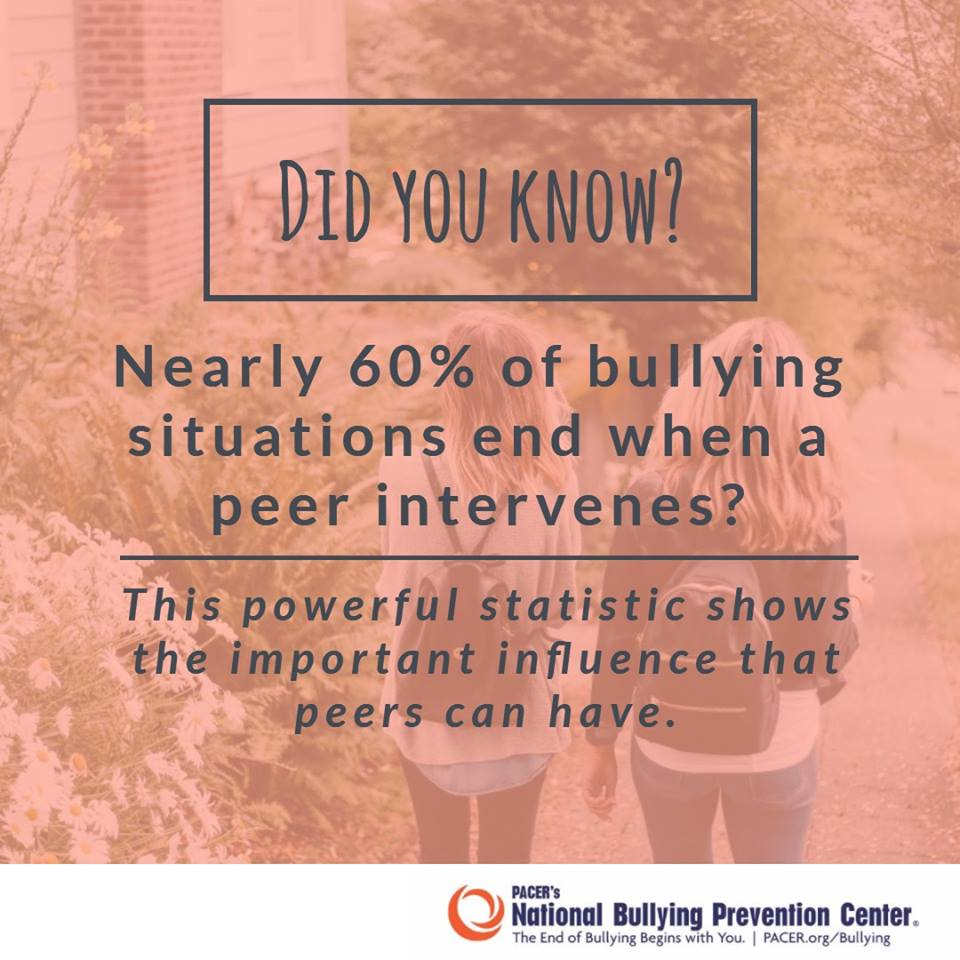 Did you know?
Nearly 60% of bullying
situations end when a
peer intervenes?
This powerful statistic shows
the important influence that
peers can have.
PACER's
National Bullying Prevention Center®
The End of Bullying Begins with You. | PACER.org/Bullying